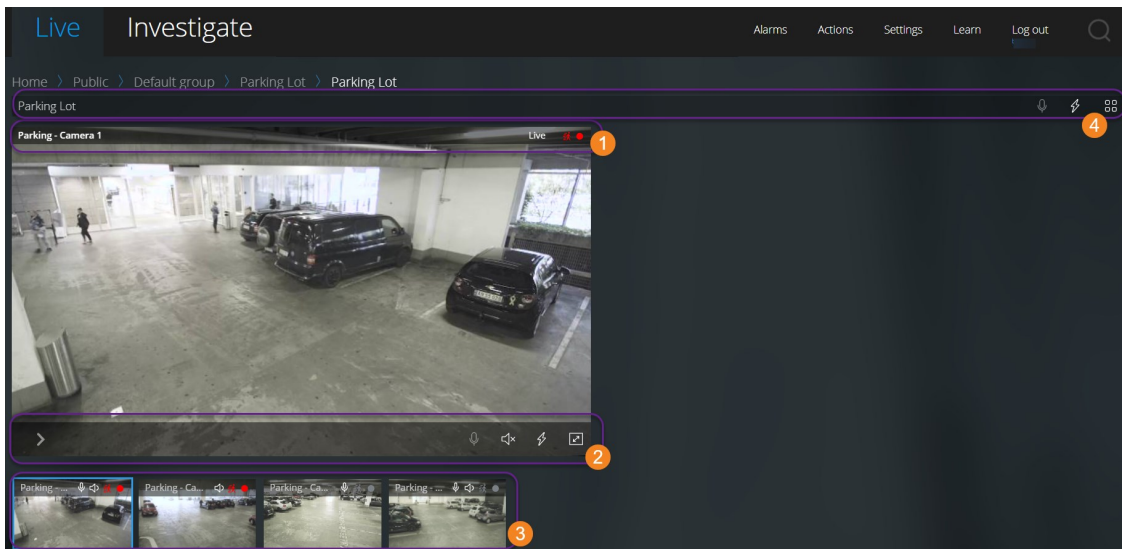 Live Investigate Alarms Actions Settings Learn Log out
Home > Public > Default group > Parking Lot > Parking Lot
Parking Lot
4
Parking - Camera 1 Live
1
2
Parking - ... Parking - Ca... Parking - Ca... Parking - ...
3